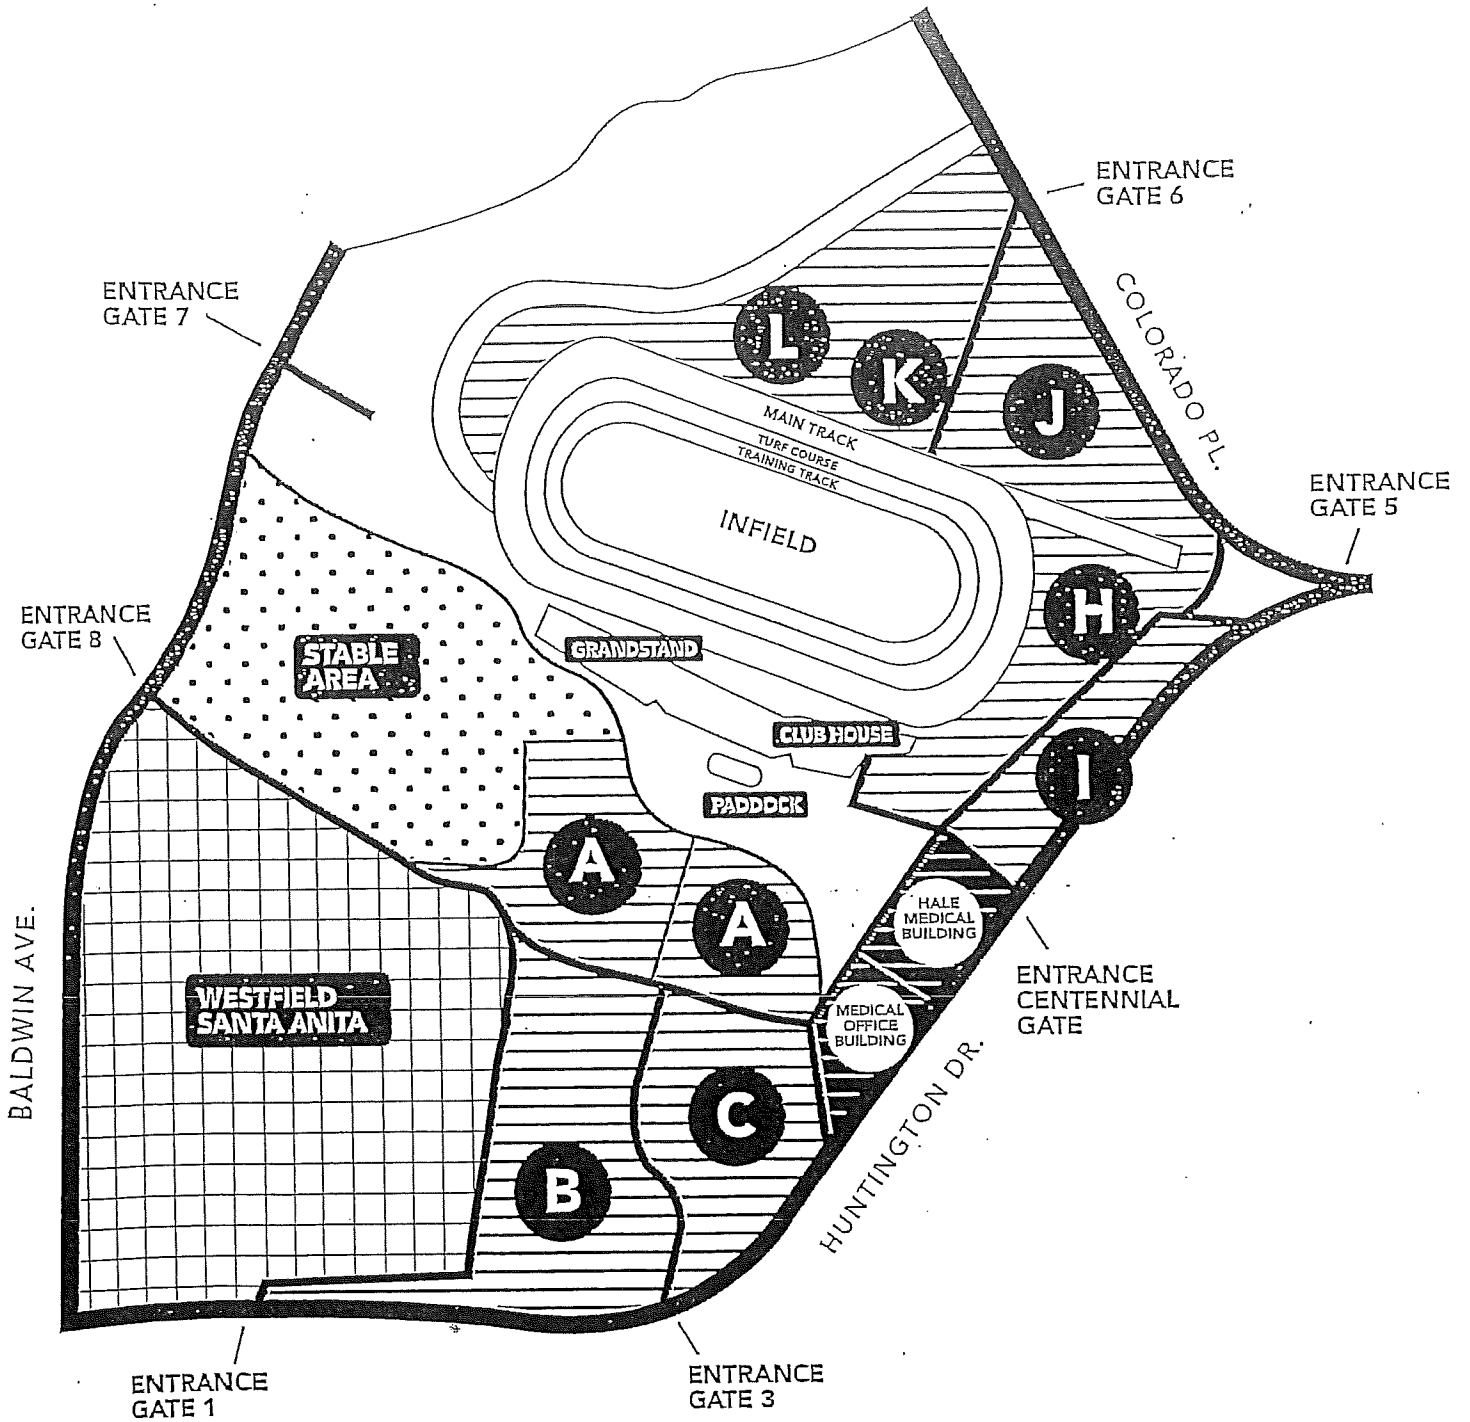 ENTRANCE
GATE 6
ENTRANCE
GATE 7
COLORADO PL.
L
K
J
MAIN TRACK
TURF COURSE
TRAINING TRACK
INFIELD
ENTRANCE
GATE 5
ENTRANCE
GATE 8
H
STABLE
AREA
GRANDSTAND
CLUB HOUSE
I
PADDOCK
A
A
HALE
MEDICAL
BUILDING
ENTRANCE
CENTENNIAL
GATE
WESTFIELD
SANTA ANITA
MEDICAL
OFFICE
BUILDING
BALDWIN AVE.
C
B
HUNTINGTON DR.
ENTRANCE
GATE 1
ENTRANCE
GATE 3